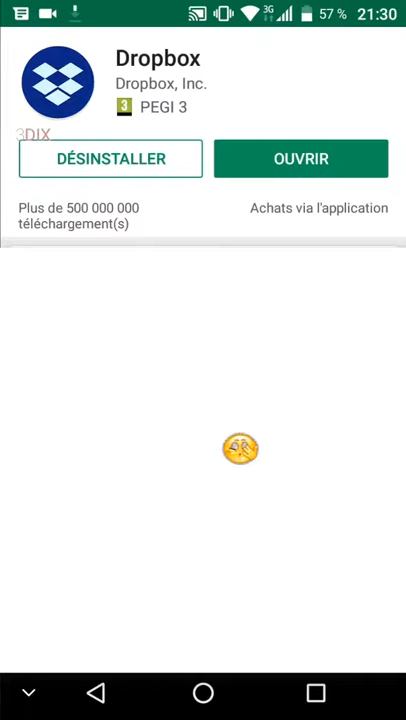 3G 57 % 21:30
Dropbox
Dropbox, Inc.
3 PEGI 3
3DIX
DÉSINSTALLER
OUVRIR
Plus de 500 000 000
téléchargement(s)
Achats via l'application